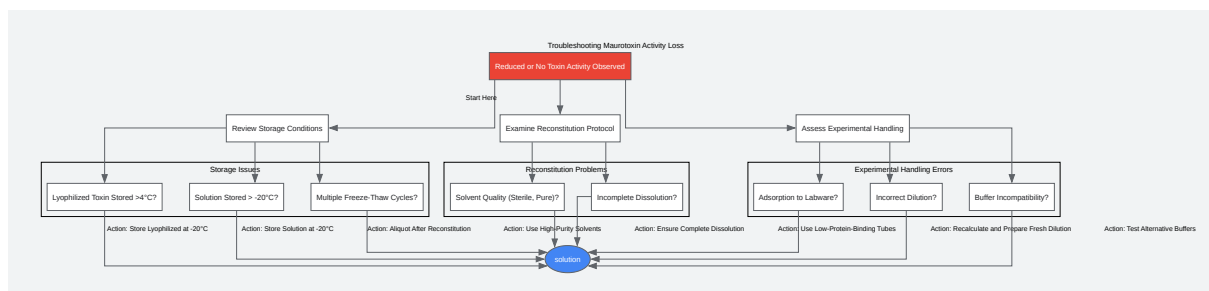 Troubleshooting Maurotoxin Activity Loss
Reduced or No Toxin Activity Observed
Start Here
Review Storage Conditions
Examine Reconstitution Protocol
Assess Experimental Handling
Storage Issues
Reconstitution Problems
Experimental Handling Errors
Lyophilized Toxin Stored >4°C?
Solution Stored > -20°C?
Multiple Freeze-Thaw Cycles?
Solvent Quality (Sterile, Pure)?
Incomplete Dissolution?
Adsorption to Labware?
Incorrect Dilution?
Buffer Incompatibility?
Action: Store Lyophilized at -20°C
Action: Store Solution at -20°C
Action: Aliquot After Reconstitution
Action: Use High-Purity Solvents
Action: Ensure Complete Dissolution
Action: Use Low-Protein-Binding Tubes
Action: Recalculate and Prepare Fresh Dilution
Action: Test Alternative Buffers
solution